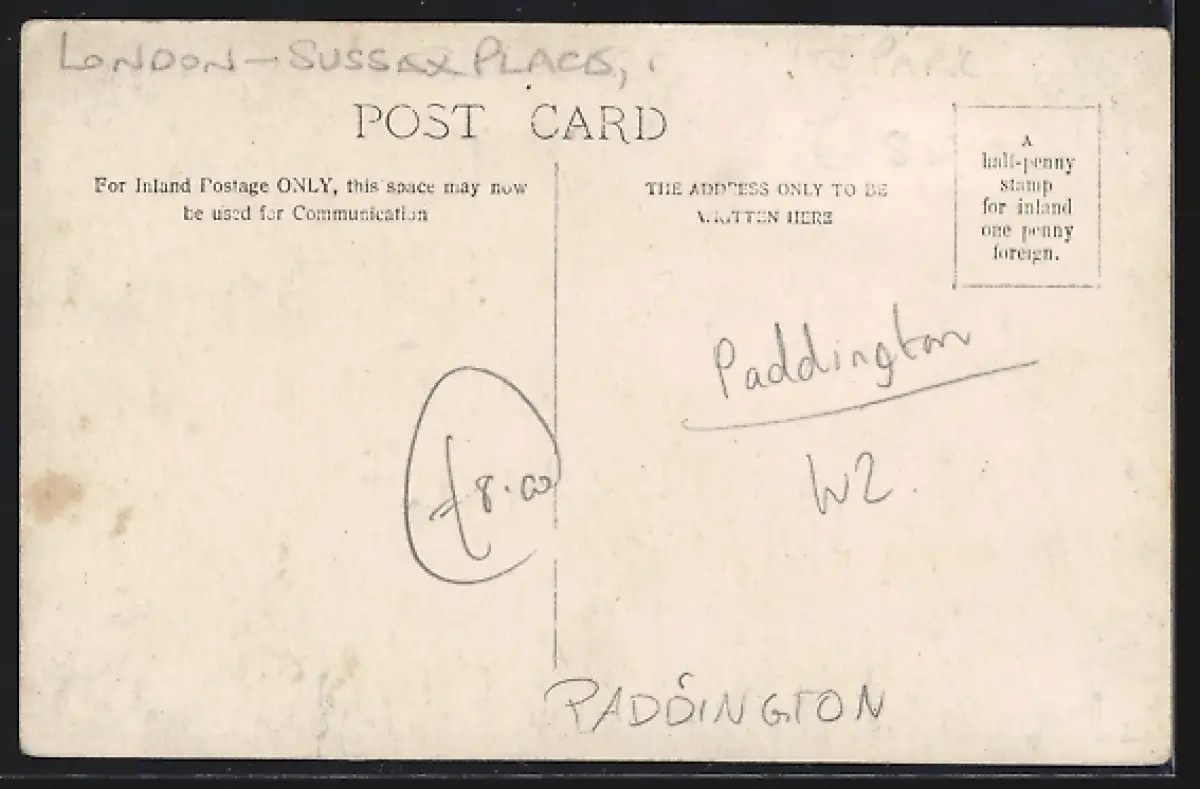 LONDON - SUSSEX PLACE,
PARK
POST CARD
For Inland Postage ONLY, this space may now
be used for Communication
THE ADDRESS ONLY TO BE
WRITTEN HERE
A
half-penny
stamp
for inland
one penny
foreign.
Paddington
W2.
£8.00
PADDINGTON